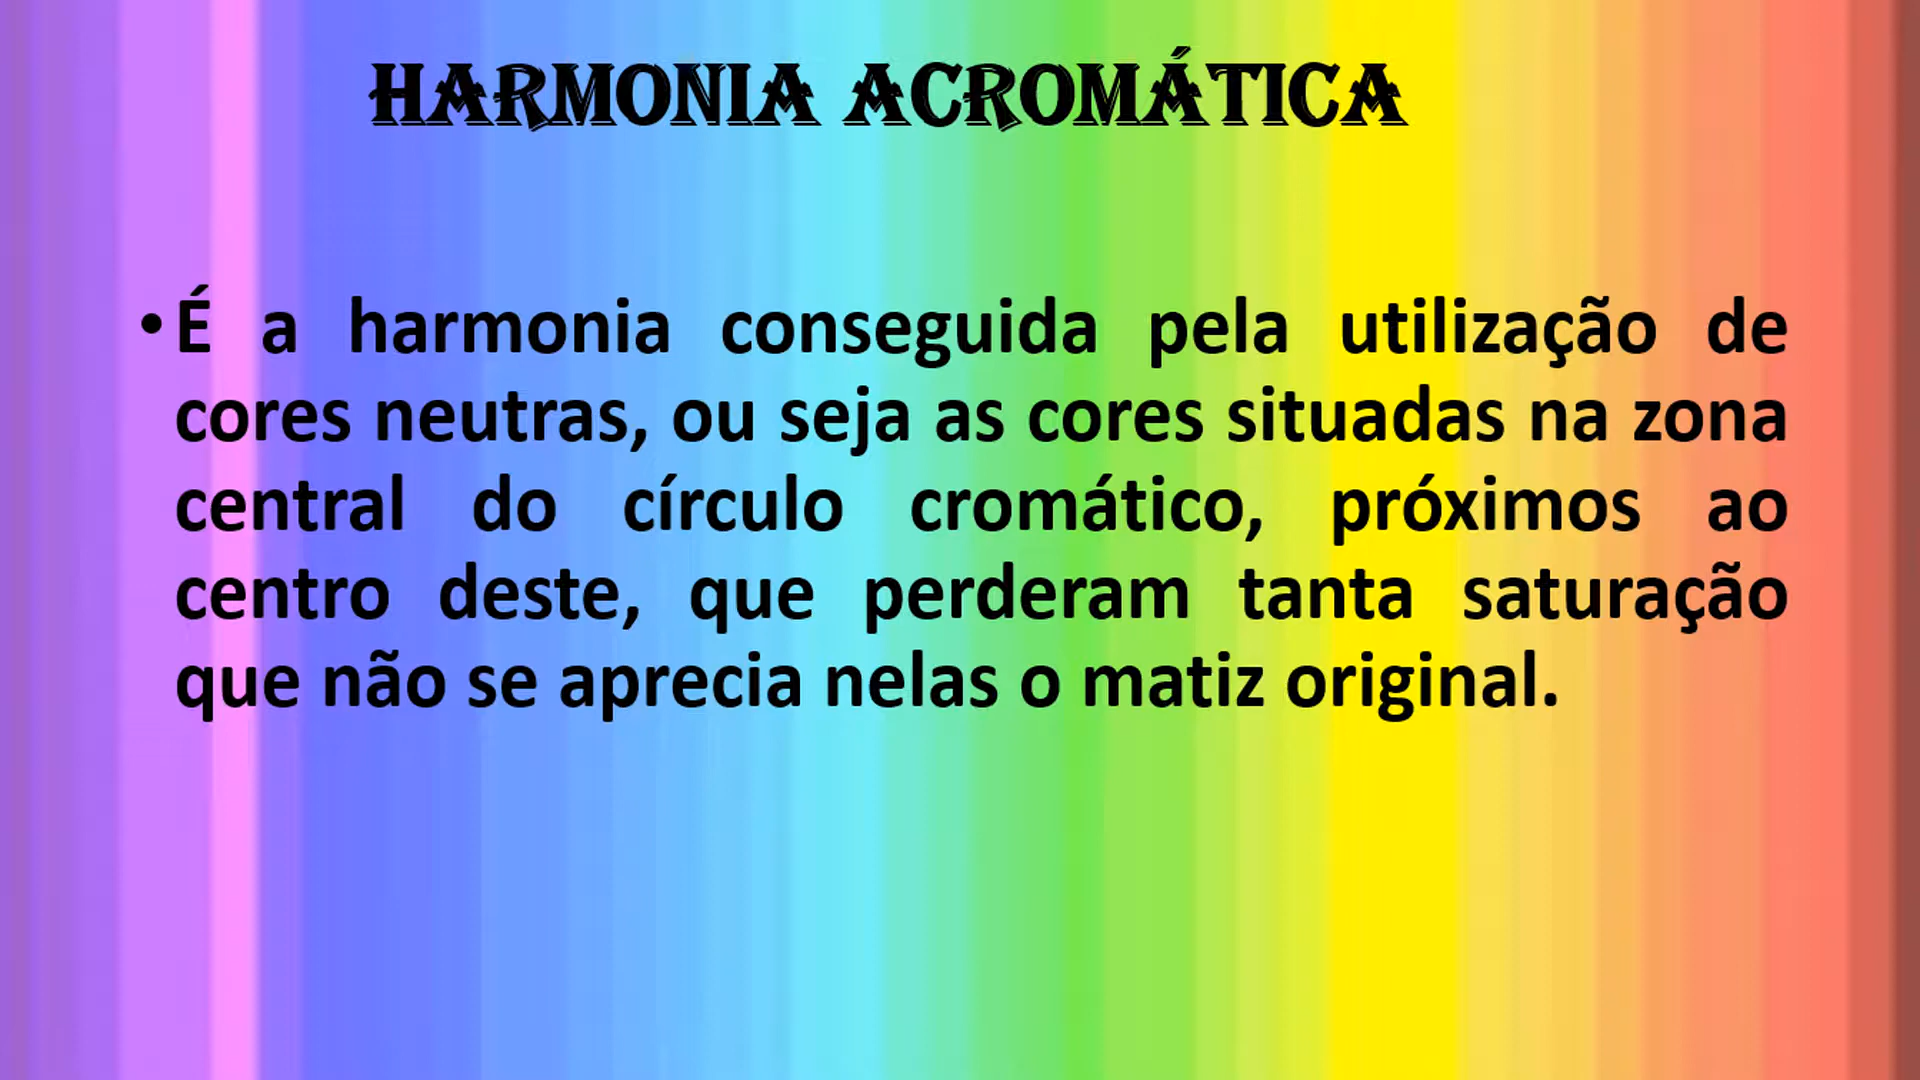 HARMONIA ACROMÁTICA
• É a harmonia conseguida pela utilização de
cores neutras, ou seja as cores situadas na zona
central do círculo cromático, próximos ao
centro deste, que perderam tanta saturação
que não se aprecia nelas o matiz original.